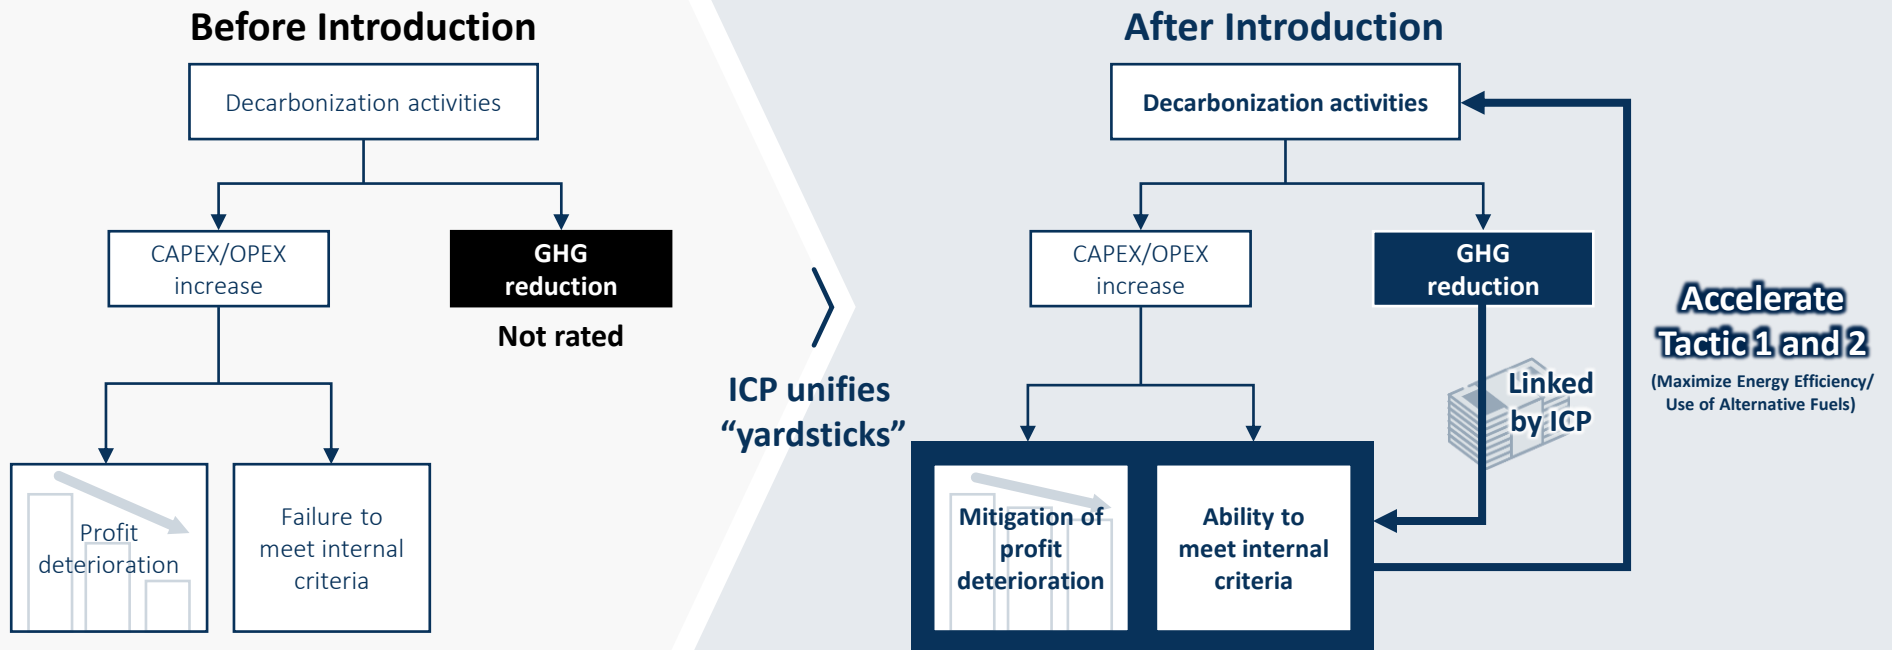 Before Introduction
Decarbonization activities
CAPEX/OPEX
increase
GHG
reduction
Not rated
Profit
deterioration
Failure to
meet internal
criteria
ICP unifies
“yardsticks”
After Introduction
Decarbonization activities
CAPEX/OPEX
increase
GHG
reduction
Linked
by ICP
Mitigation of
profit
deterioration
Ability to
meet internal
criteria
Accelerate
Tactic 1 and 2
(Maximize Energy Efficiency/
Use of Alternative Fuels)